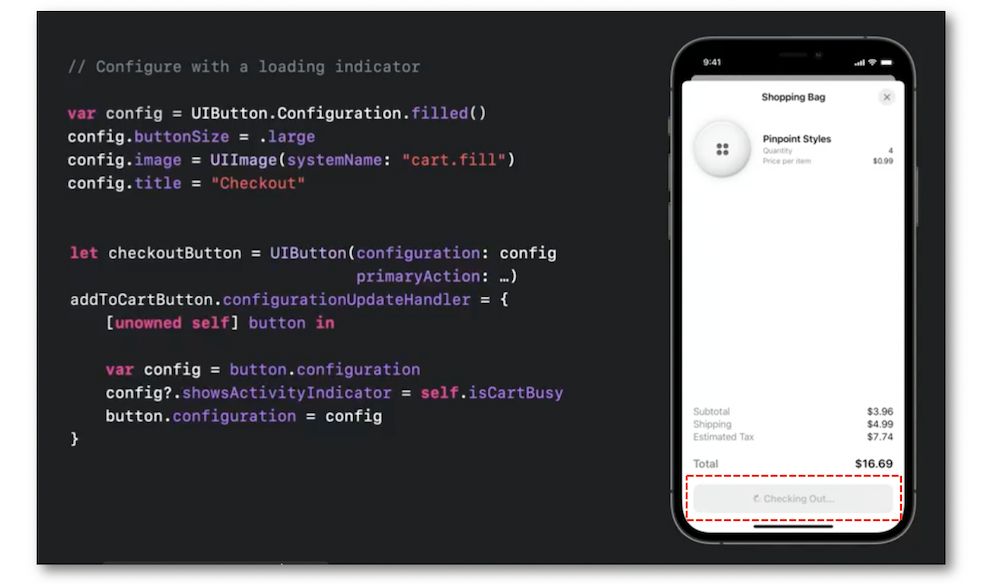 // Configure with a loading indicator
var config = UIButton.Configuration.filled()
config.buttonSize = .large
config.image = UIImage(systemName: "cart.fill")
config.title = "Checkout"
let checkoutButton = UIButton(configuration: config
primaryAction: …)
addToCartButton.configurationUpdateHandler = {
[unowned self] button in
var config = button.configuration
config?.showsActivityIndicator = self.isCartBusy
button.configuration = config
}
9:41
Shopping Bag
Pinpoint Styles
Quantity 4
Price per item $0.99
Subtotal $3.96
Shipping $4.99
Estimated Tax $7.74
Total $16.69
Checking Out...